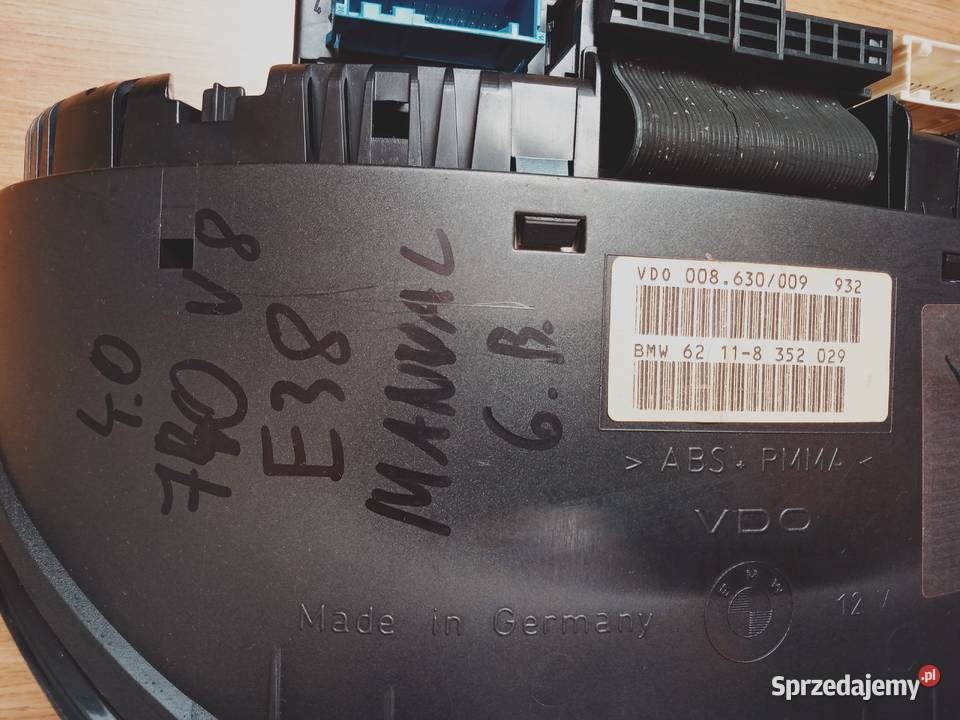 4.0
740 V8
E38
MANUAL
6.B.
VDO 008.630/009 932
BMW 62 11-8 352 029
> ABS + PMMA <
VDO
BMW
Made in Germany
12 V
Sprzedajemy.pl